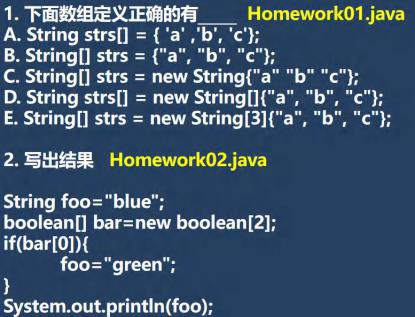 1. 下面数组定义正确的有____ Homework01.java
A. String strs[] = { 'a' ,'b', 'c'};
B. String[] strs = {"a", "b", "c"};
C. String[] strs = new String{"a" "b" "c"};
D. String strs[] = new String[]{"a", "b", "c"};
E. String[] strs = new String[3]{"a", "b", "c"};
2. 写出结果 Homework02.java
String foo="blue";
boolean[] bar=new boolean[2];
if(bar[0]){
foo="green";
}
System.out.println(foo);